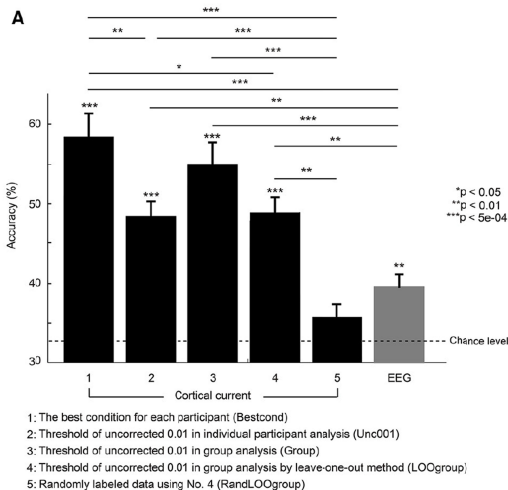 A
***
** ***
***
*
***
**
***
**
**
*** *** *** *** **
Accuracy (%)
60
50
40
30
*p < 0.05
**p < 0.01
***p < 5e-04
Chance level
1 2 3 4 5 EEG
Cortical current
1: The best condition for each participant (Bestcond)
2: Threshold of uncorrected 0.01 in individual participant analysis (Unc001)
3: Threshold of uncorrected 0.01 in group analysis (Group)
4: Threshold of uncorrected 0.01 in group analysis by leave-one-out method (LOOgroup)
5: Randomly labeled data using No. 4 (RandLOOgroup)